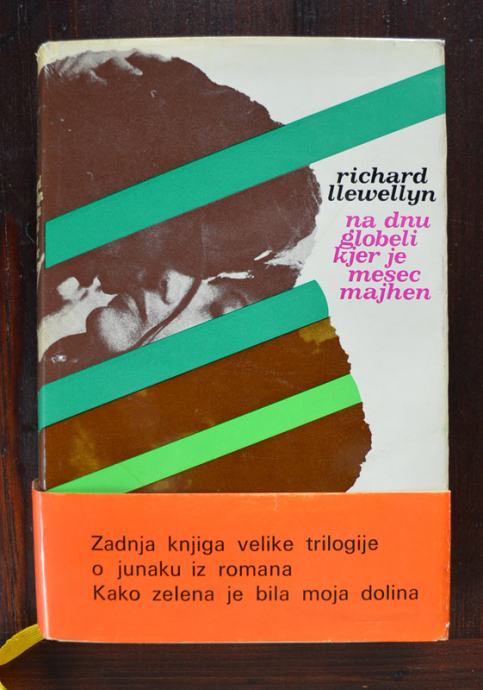 richard
llewellyn
na dnu
globeli
kjer je
mesec
majhen
Zadnja knjiga velike trilogije
o junaku iz romana
Kako zelena je bila moja dolina